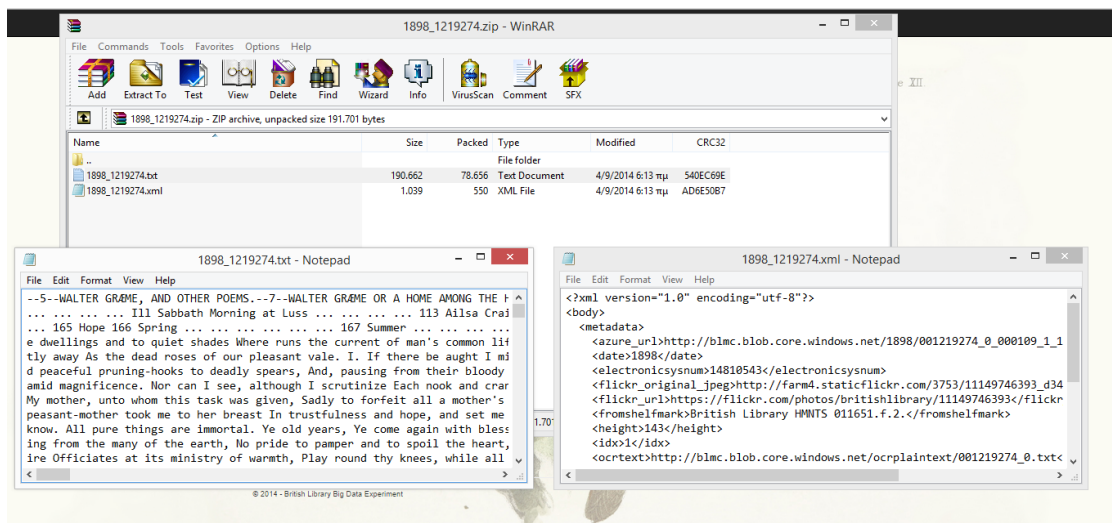 1898_1219274.zip - WinRAR
File Commands Tools Favorites Options Help
Add Extract To Test View Delete Find Wizard Info VirusScan Comment SFX
e XII.
1898_1219274.zip - ZIP archive, unpacked size 191.701 bytes
Name Size Packed Type Modified CRC32
.. File folder
1898_1219274.txt 190.662 78.656 Text Document 4/9/2014 6:13 πμ 540EC69E
1898_1219274.xml 1.039 550 XML File 4/9/2014 6:13 πμ AD6E50B7
1898_1219274.txt - Notepad
File Edit Format View Help
--5--WALTER GRÆME, AND OTHER POEMS.--7--WALTER GRÆME OR A HOME AMONG THE H
... ... ... ... Ill Sabbath Morning at Luss ... ... ... ... 113 Ailsa Crai
... 165 Hope 166 Spring ... ... ... ... ... 167 Summer ... ... ... ...
e dwellings and to quiet shades Where runs the current of man's common lif
tly away As the dead roses of our pleasant vale. I. If there be aught I mi
d peaceful pruning-hooks to deadly spears, And, pausing from their bloody
amid magnificence. Nor can I see, although I scrutinize Each nook and cran
My mother, unto whom this task was given, Sadly to forfeit all a mother's
peasant-mother took me to her breast In trustfulness and hope, and set me
know. All pure things are immortal. Ye old years, Ye come again with bless
ing from the many of the earth, No pride to pamper and to spoil the heart,
ire Officiates at its ministry of warmth, Play round thy knees, while all
1.701
1898_1219274.xml - Notepad
File Edit Format View Help
<?xml version="1.0" encoding="utf-8"?>
<body>
<metadata>
<azure_url>http://blmc.blob.core.windows.net/1898/001219274_0_000109_1_1
<date>1898</date>
<electronicsysnum>14810543</electronicsysnum>
<flickr_original_jpeg>http://farm4.staticflickr.com/3753/11149746393_d34
<flickr_url>https://flickr.com/photos/britishlibrary/11149746393</flickr
<fromshelfmark>British Library HMNTS 011651.f.2.</fromshelfmark>
<height>143</height>
<idx>1</idx>
<ocrtext>http://blmc.blob.core.windows.net/ocrplaintext/001219274_0.txt<
© 2014 - British Library Big Data Experiment